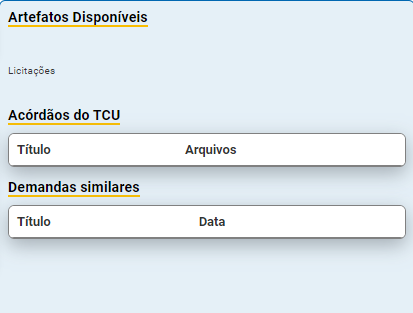 Artefatos Disponíveis
Licitações
Acórdãos do TCU
Título Arquivos
Demandas similares
Título Data